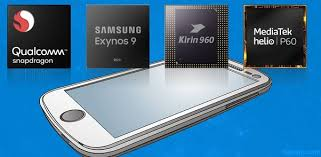 Qualcomm
snapdragon
SAMSUNG
Exynos 9
Kirin 960
MEDIATEK
helio | P60